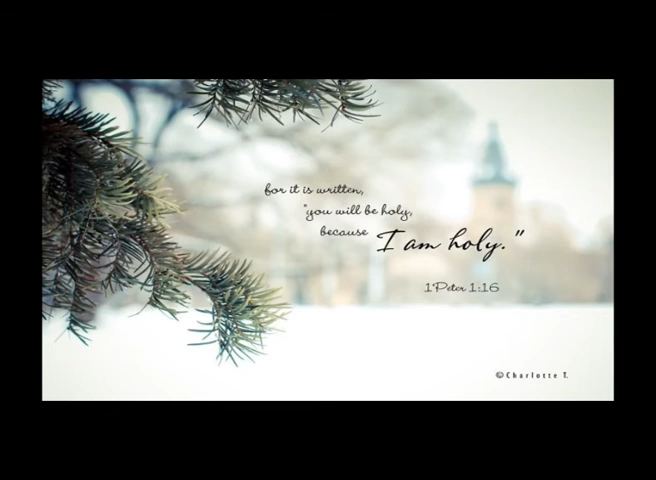 for it is written,
"you will be holy,
because I am holy."
1 Peter 1:16
©Charlotte T.